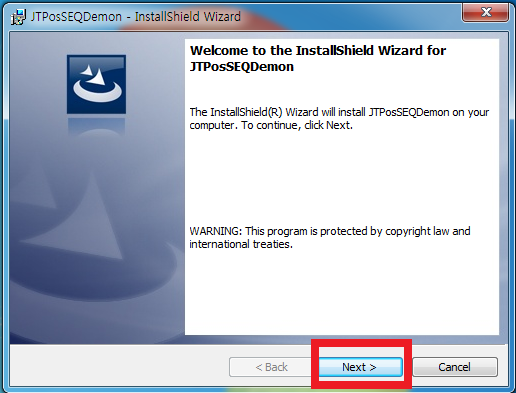 JTPosSEQDemon - InstallShield Wizard
Welcome to the InstallShield Wizard for
JTPosSEQDemon
The InstallShield(R) Wizard will install JTPosSEQDemon on your
computer. To continue, click Next.
WARNING: This program is protected by copyright law and
international treaties.
< Back
Next >
Cancel